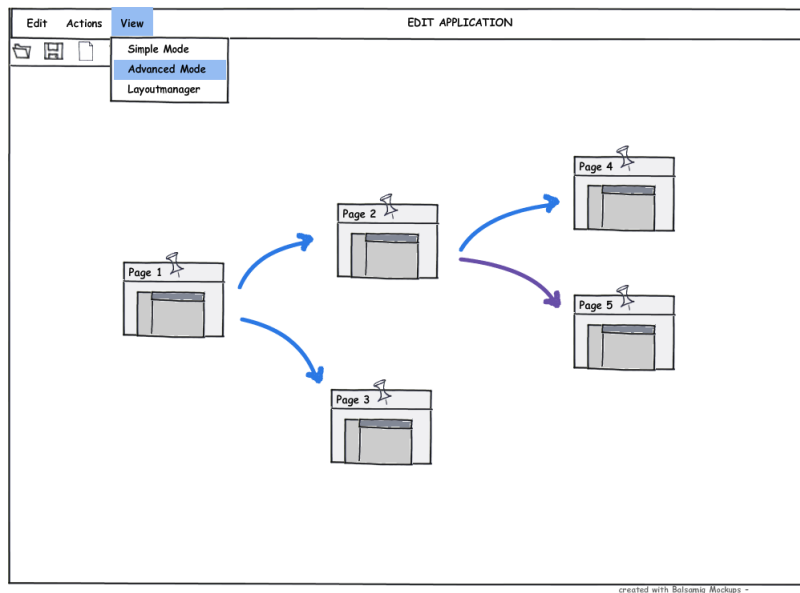 Edit Actions View EDIT APPLICATION
Simple Mode
Advanced Mode
Layoutmanager
Page 4
Page 2
Page 1
Page 5
Page 3
created with Balsamiq Mockups -